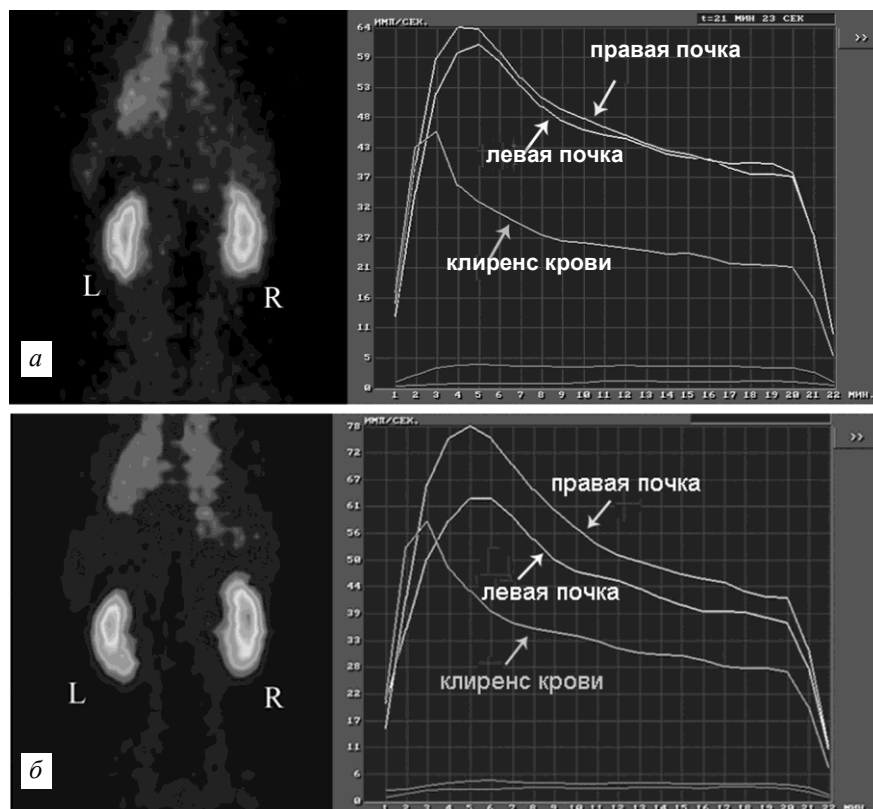 ИМП/СЕК.
t=21 МИН 23 СЕК
>>
64
59
53
48
43
37
32
27
21
16
11
5
0
правая почка
левая почка
клиренс крови
1 2 3 4 5 6 7 8 9 10 11 12 13 14 15 16 17 18 19 20 21 22 МИН.
L
R
а
ИМП/СЕК.
>>
78
72
67
61
56
50
44
39
33
28
22
17
11
6
0
правая почка
левая почка
клиренс крови
1 2 3 4 5 6 7 8 9 10 11 12 13 14 15 16 17 18 19 20 21 22 МИН.
L
R
б